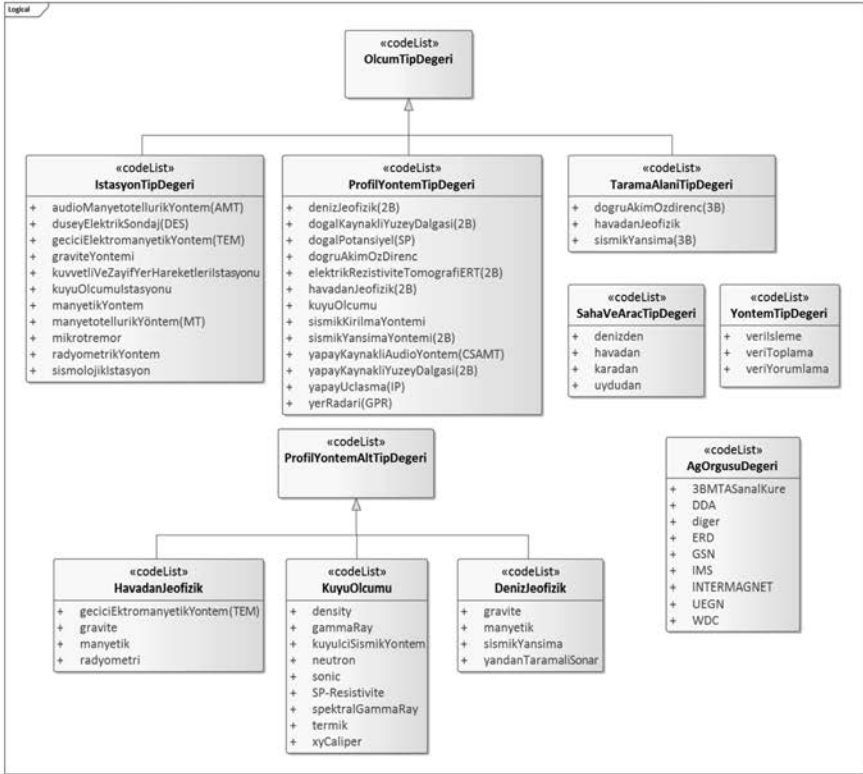 Logical
«codeList»
OlcumTipDegeri
«codeList»
IstasyonTipDegeri
+ audioManyetotellurikYontem(AMT)
+ duseyElektrikSondaj(DES)
+ geciciElektromanyetikYontem(TEM)
+ graviteYontemi
+ kuvvetliVeZayifYerHareketleriIstasyonu
+ kuyuOlcumuIstasyonu
+ manyetikYontem
+ manyetotellurikYöntem(MT)
+ mikrotremor
+ radyometrikYontem
+ sismolojikIstasyon
«codeList»
ProfilYontemTipDegeri
+ denizJeofizik(2B)
+ dogalKaynakliYuzeyDalgasi(2B)
+ dogalPotansiyel(SP)
+ dogruAkimOzDirenc
+ elektrikRezistiviteTomografiERT(2B)
+ havadanJeofizik(2B)
+ kuyuOlcumu
+ sismikKirilmaYontemi
+ sismikYansimaYontemi(2B)
+ yapayKaynakliAudioYontem(CSAMT)
+ yapayKaynakliYuzeyDalgasi(2B)
+ yapayUclasma(IP)
+ yerRadari(GPR)
«codeList»
TaramaAlaniTipDegeri
+ dogruAkimOzdirenc(3B)
+ havadanJeofizik
+ sismikYansima(3B)
«codeList»
SahaVeAracTipDegeri
+ denizden
+ havadan
+ karadan
+ uydudan
«codeList»
YontemTipDegeri
+ veriIsleme
+ veriToplama
+ veriYorumlama
«codeList»
ProfilYontemAltTipDegeri
«codeList»
AgOrgusuDegeri
+ 3BMTASanalKure
+ DDA
+ diger
+ ERD
+ GSN
+ IMS
+ INTERMAGNET
+ UEGN
+ WDC
«codeList»
HavadanJeofizik
+ geciciEktromanyetikYontem(TEM)
+ gravite
+ manyetik
+ radyometri
«codeList»
KuyuOlcumu
+ density
+ gammaRay
+ kuyuIciSismikYontem
+ neutron
+ sonic
+ SP-Resistivite
+ spektralGammaRay
+ termik
+ xyCaliper
«codeList»
DenizJeofizik
+ gravite
+ manyetik
+ sismikYansima
+ yandanTaramaliSonar